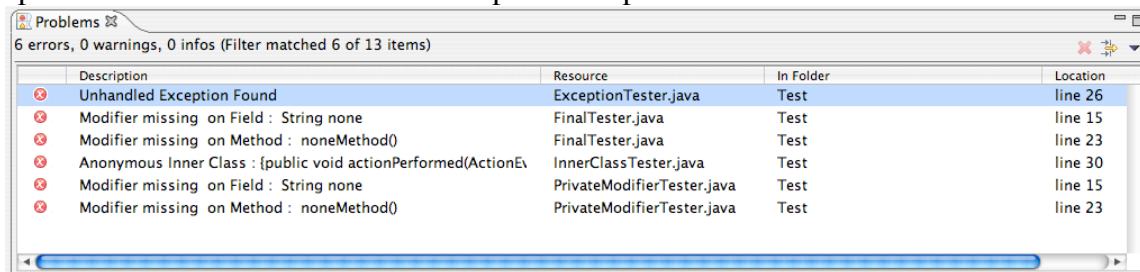 Problems
6 errors, 0 warnings, 0 infos (Filter matched 6 of 13 items)
Description Resource In Folder Location
Unhandled Exception Found ExceptionTester.java Test line 26
Modifier missing on Field : String none FinalTester.java Test line 15
Modifier missing on Method : noneMethod() FinalTester.java Test line 23
Anonymous Inner Class : {public void actionPerformed(ActionEv InnerClassTester.java Test line 30
Modifier missing on Field : String none PrivateModifierTester.java Test line 15
Modifier missing on Method : noneMethod() PrivateModifierTester.java Test line 23